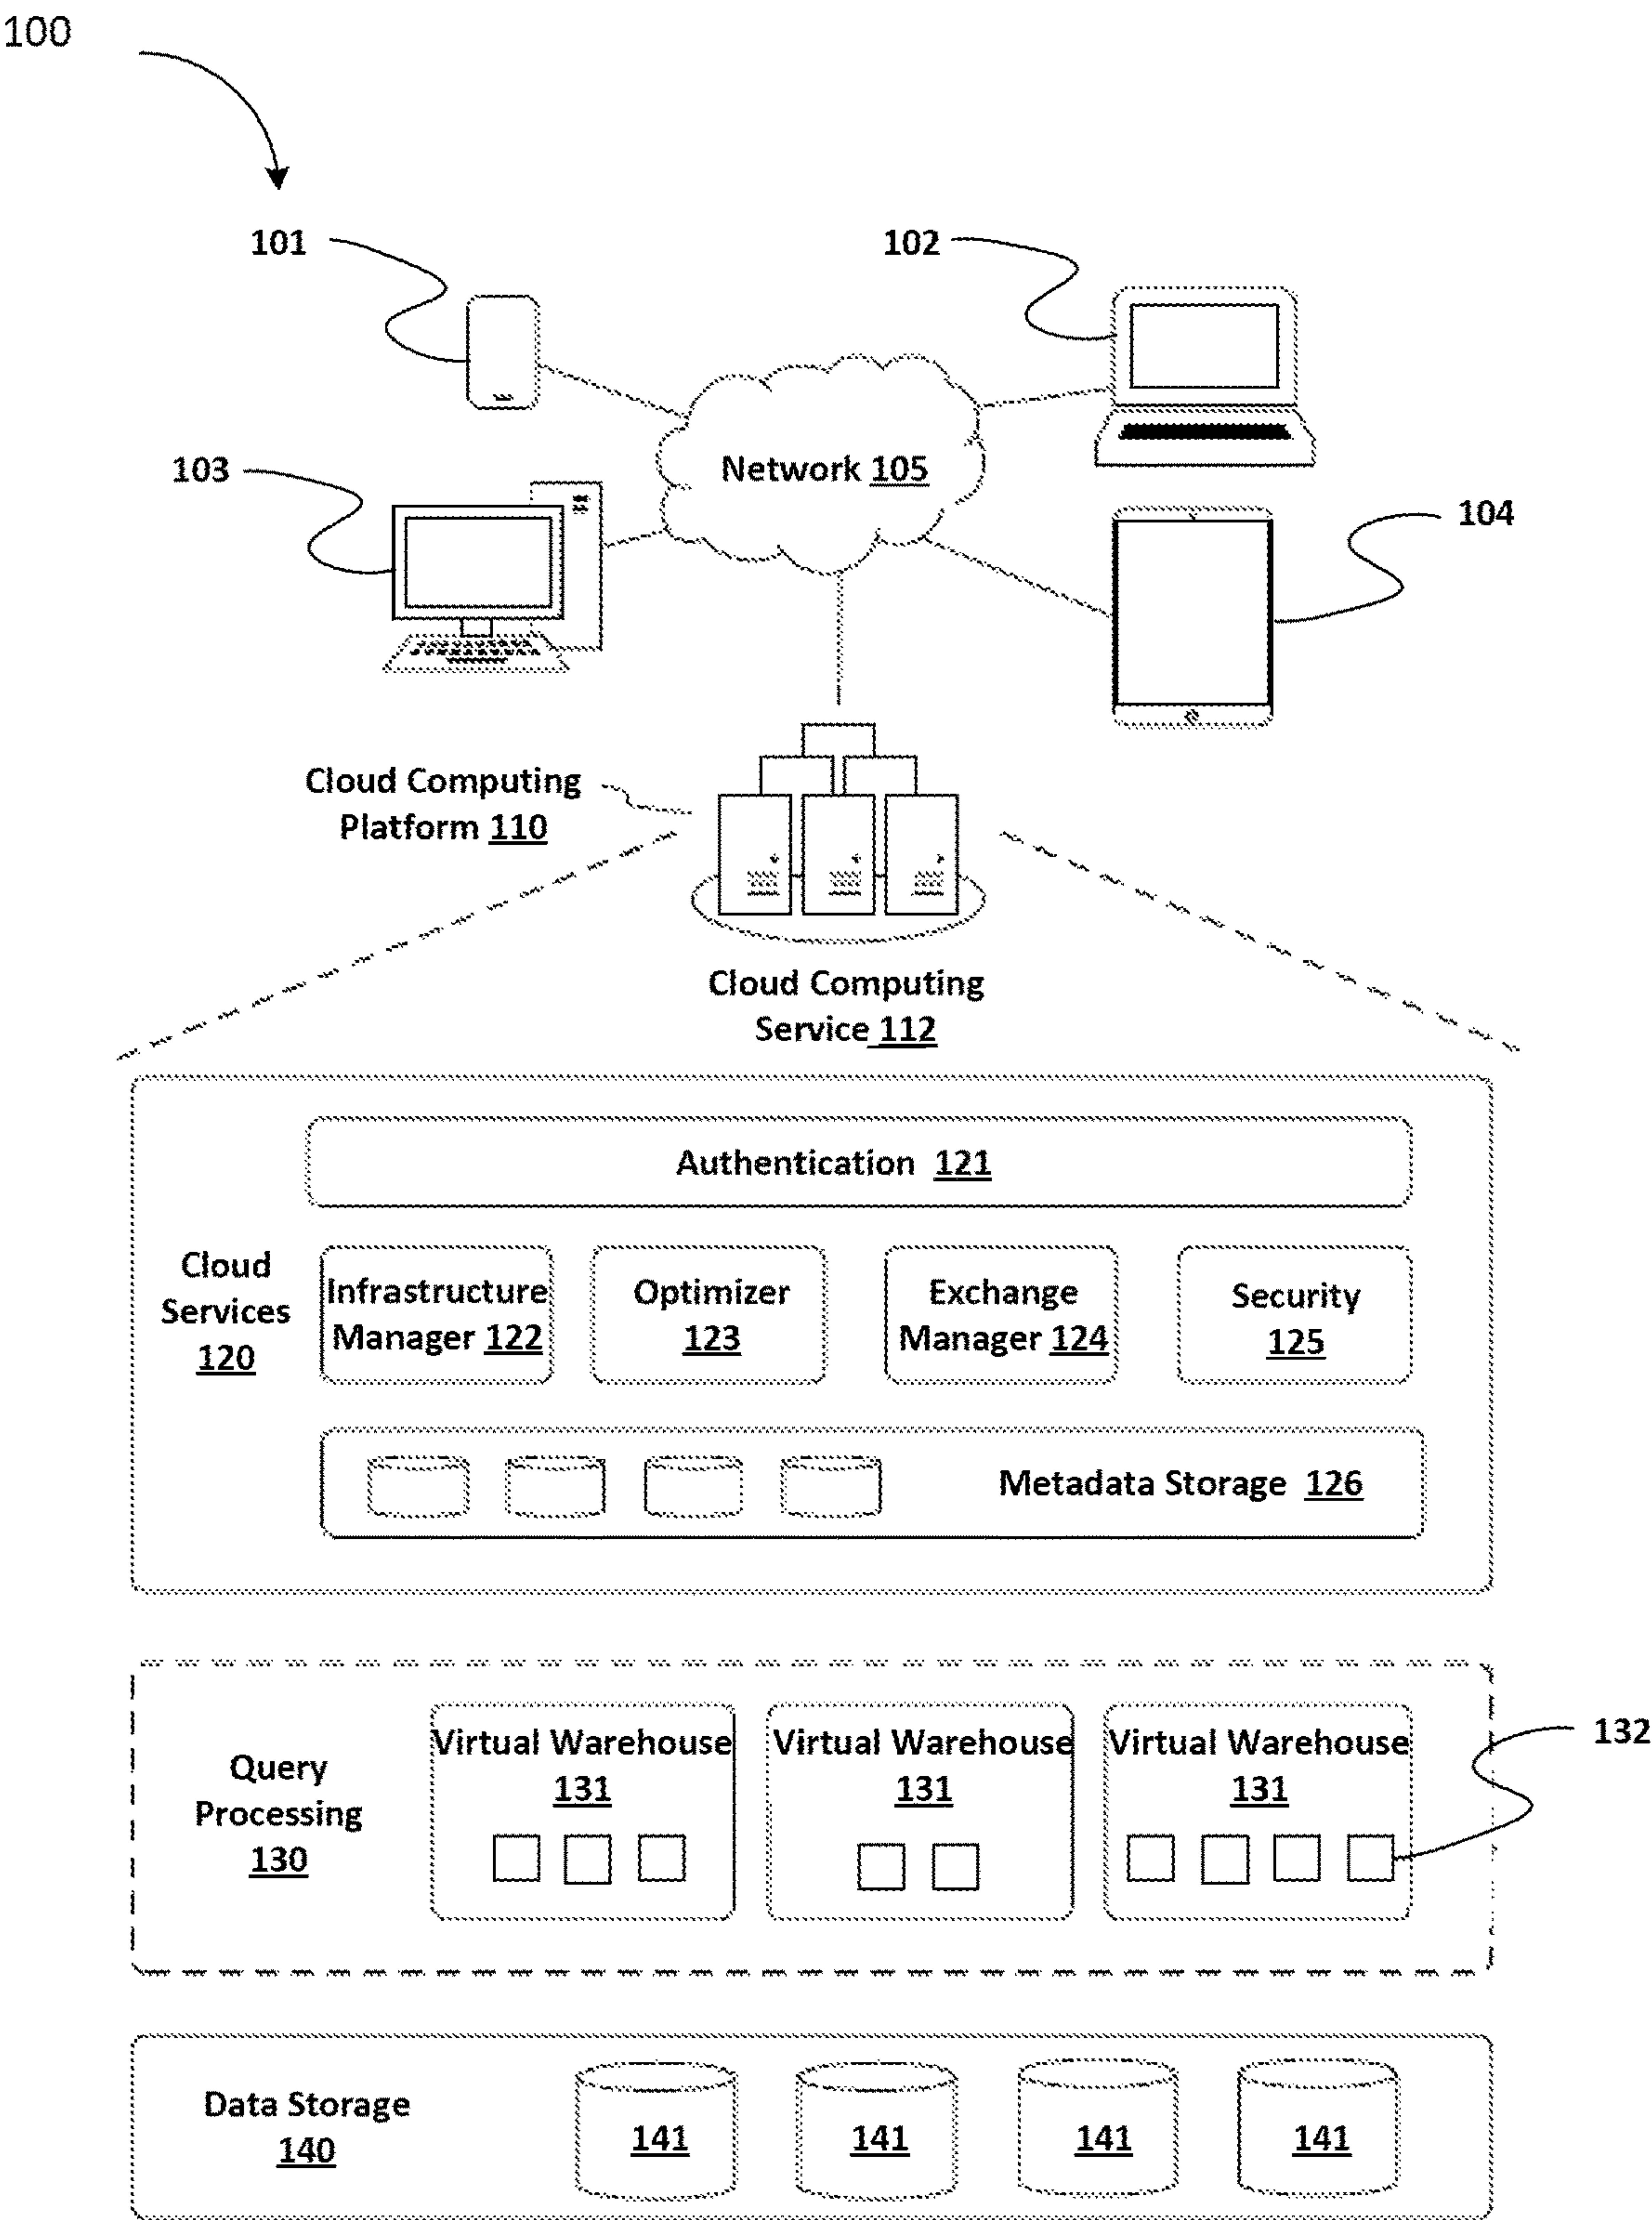 100
101
102
Network 105
103
104
Cloud Computing
Platform 110
Cloud Computing
Service 112
Authentication 121
Cloud
Services
120
Infrastructure
Manager 122
Optimizer
123
Exchange
Manager 124
Security
125
Metadata Storage 126
Query
Processing
130
Virtual Warehouse
131
Virtual Warehouse
131
Virtual Warehouse
131
132
Data Storage
140
141
141
141
141